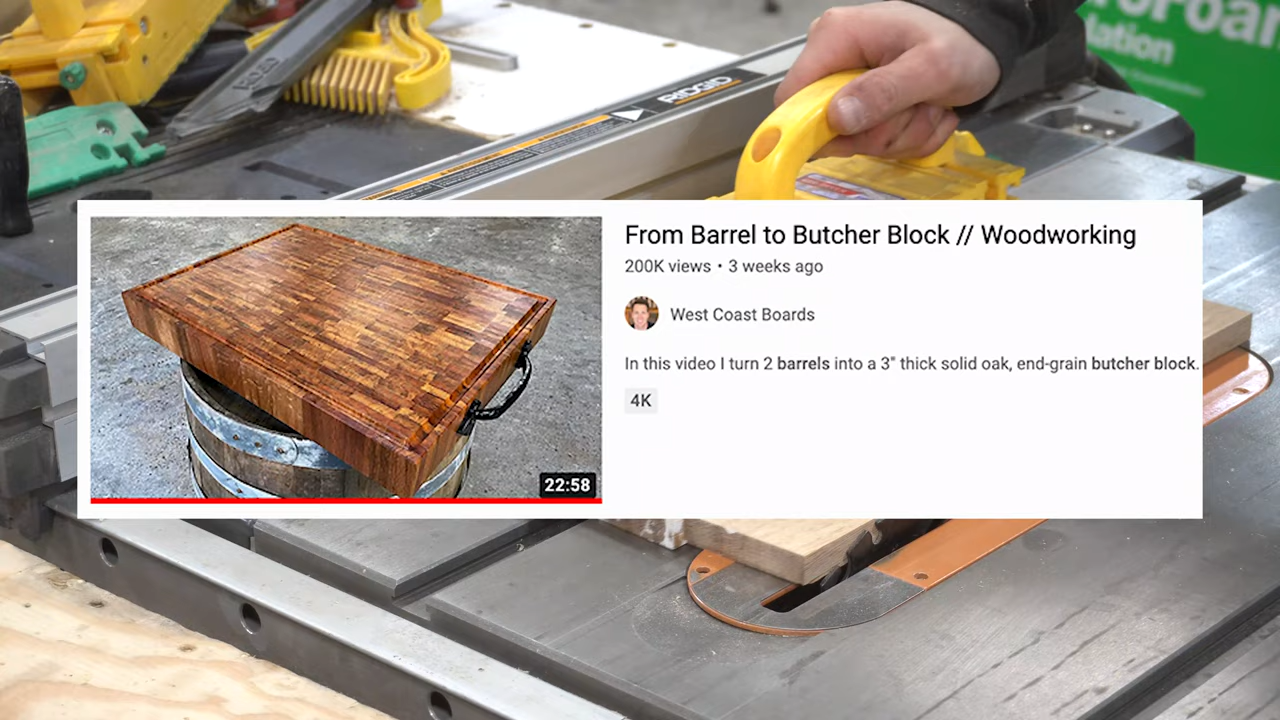 RIDGID
From Barrel to Butcher Block // Woodworking
200K views • 3 weeks ago
West Coast Boards
In this video I turn 2 barrels into a 3" thick solid oak, end-grain butcher block.
4K
22:58